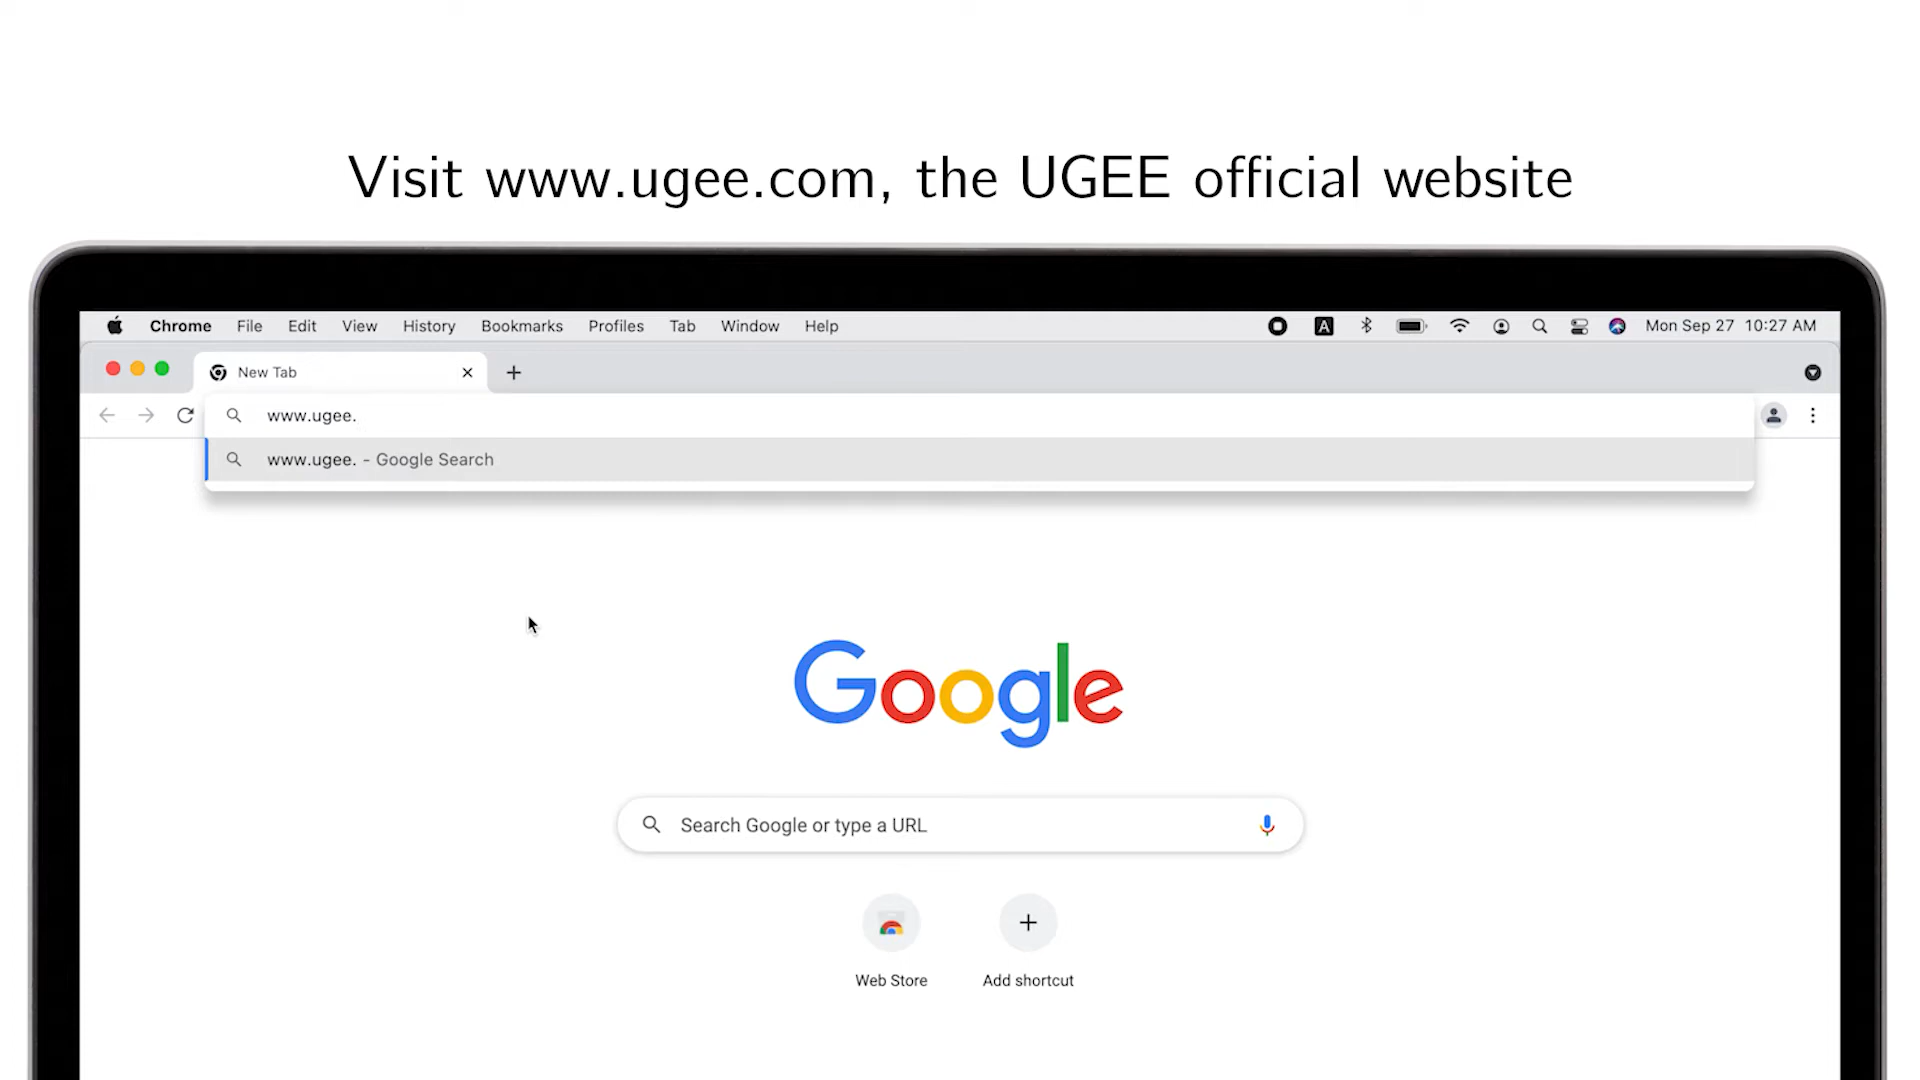 Visit www.ugee.com, the UGEE official website
Chrome File Edit View History Bookmarks Profiles Tab Window Help A Mon Sep 27 10:27 AM
New Tab
www.ugee.
www.ugee. - Google Search
Google
Search Google or type a URL
Web Store Add shortcut